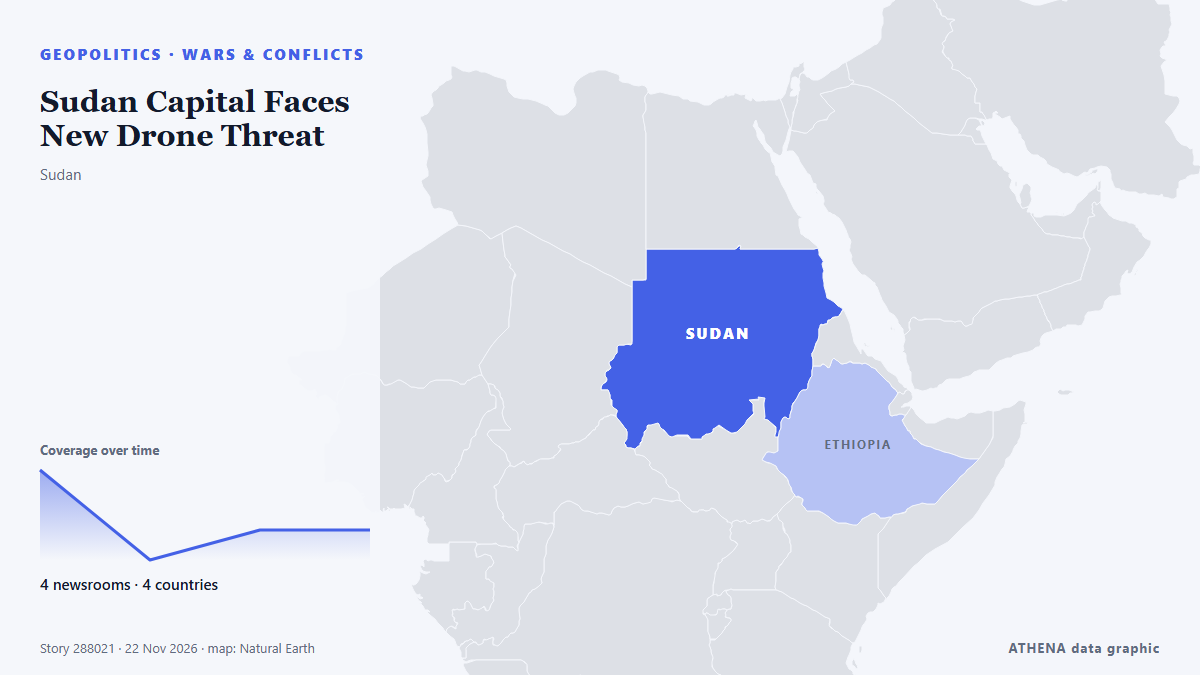 GEOPOLITICS · WARS & CONFLICTS
Sudan Capital Faces
New Drone Threat
Sudan
SUDAN
ETHIOPIA
Coverage over time
4 newsrooms · 4 countries
Story 288021 · 22 Nov 2026 · map: Natural Earth
ATHENA data graphic